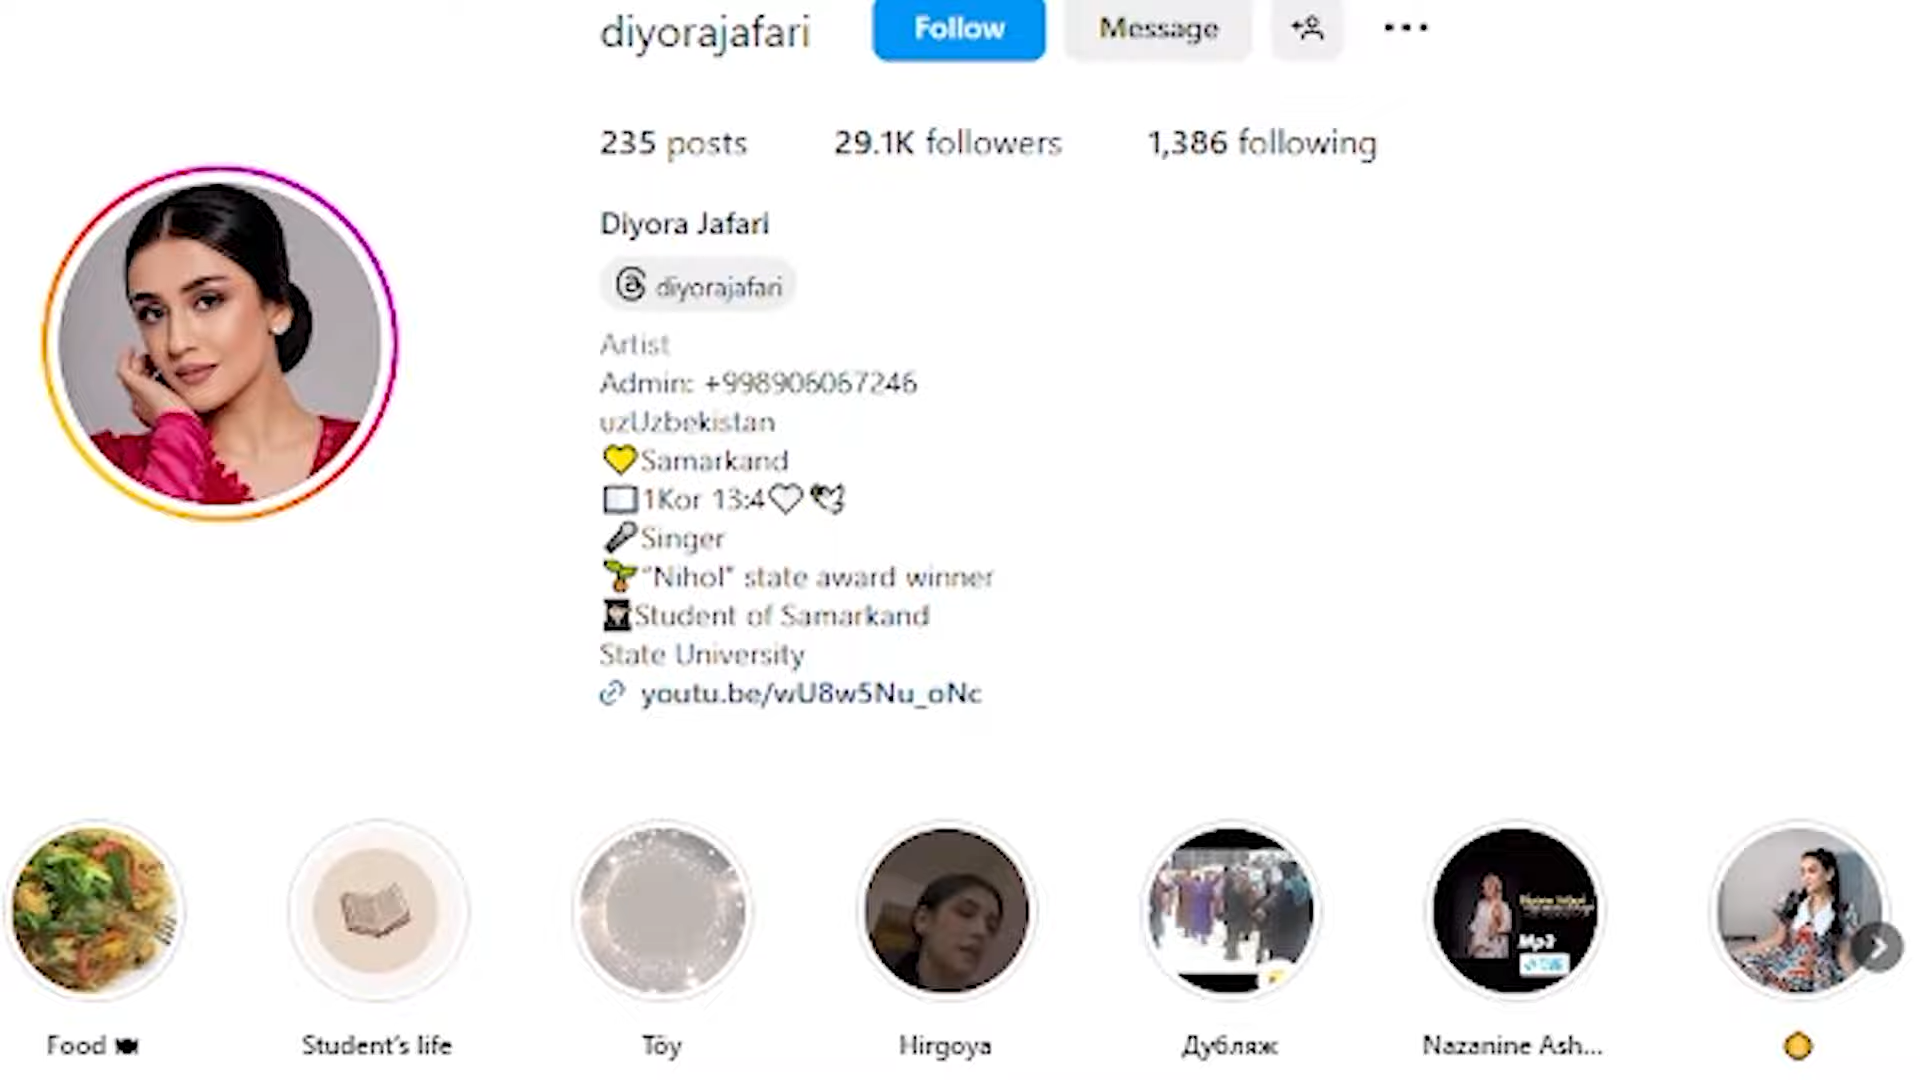 diyorajafari Follow Message
235 posts 29.1K followers 1,386 following
Diyora Jafari
diyorajafari
Artist
Admin: +998906067246
uzUzbekistan
Samarkand
1Kor 13:4
Singer
"Nihol" state award winner
Student of Samarkand
State University
youtu.be/wU8w5Nu_oNc
Mp3
Food Student's life Töy Hirgoya Дубляж Nazanine Ash...